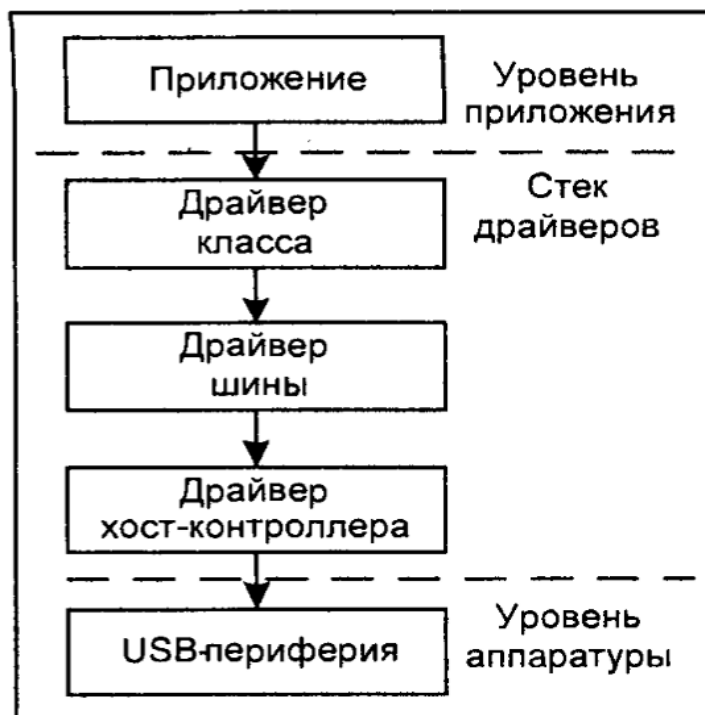 Приложение
Уровень
приложения
Драйвер
класса
Стек
драйверов
Драйвер
шины
Драйвер
хост-контроллера
USB-периферия
Уровень
аппаратуры